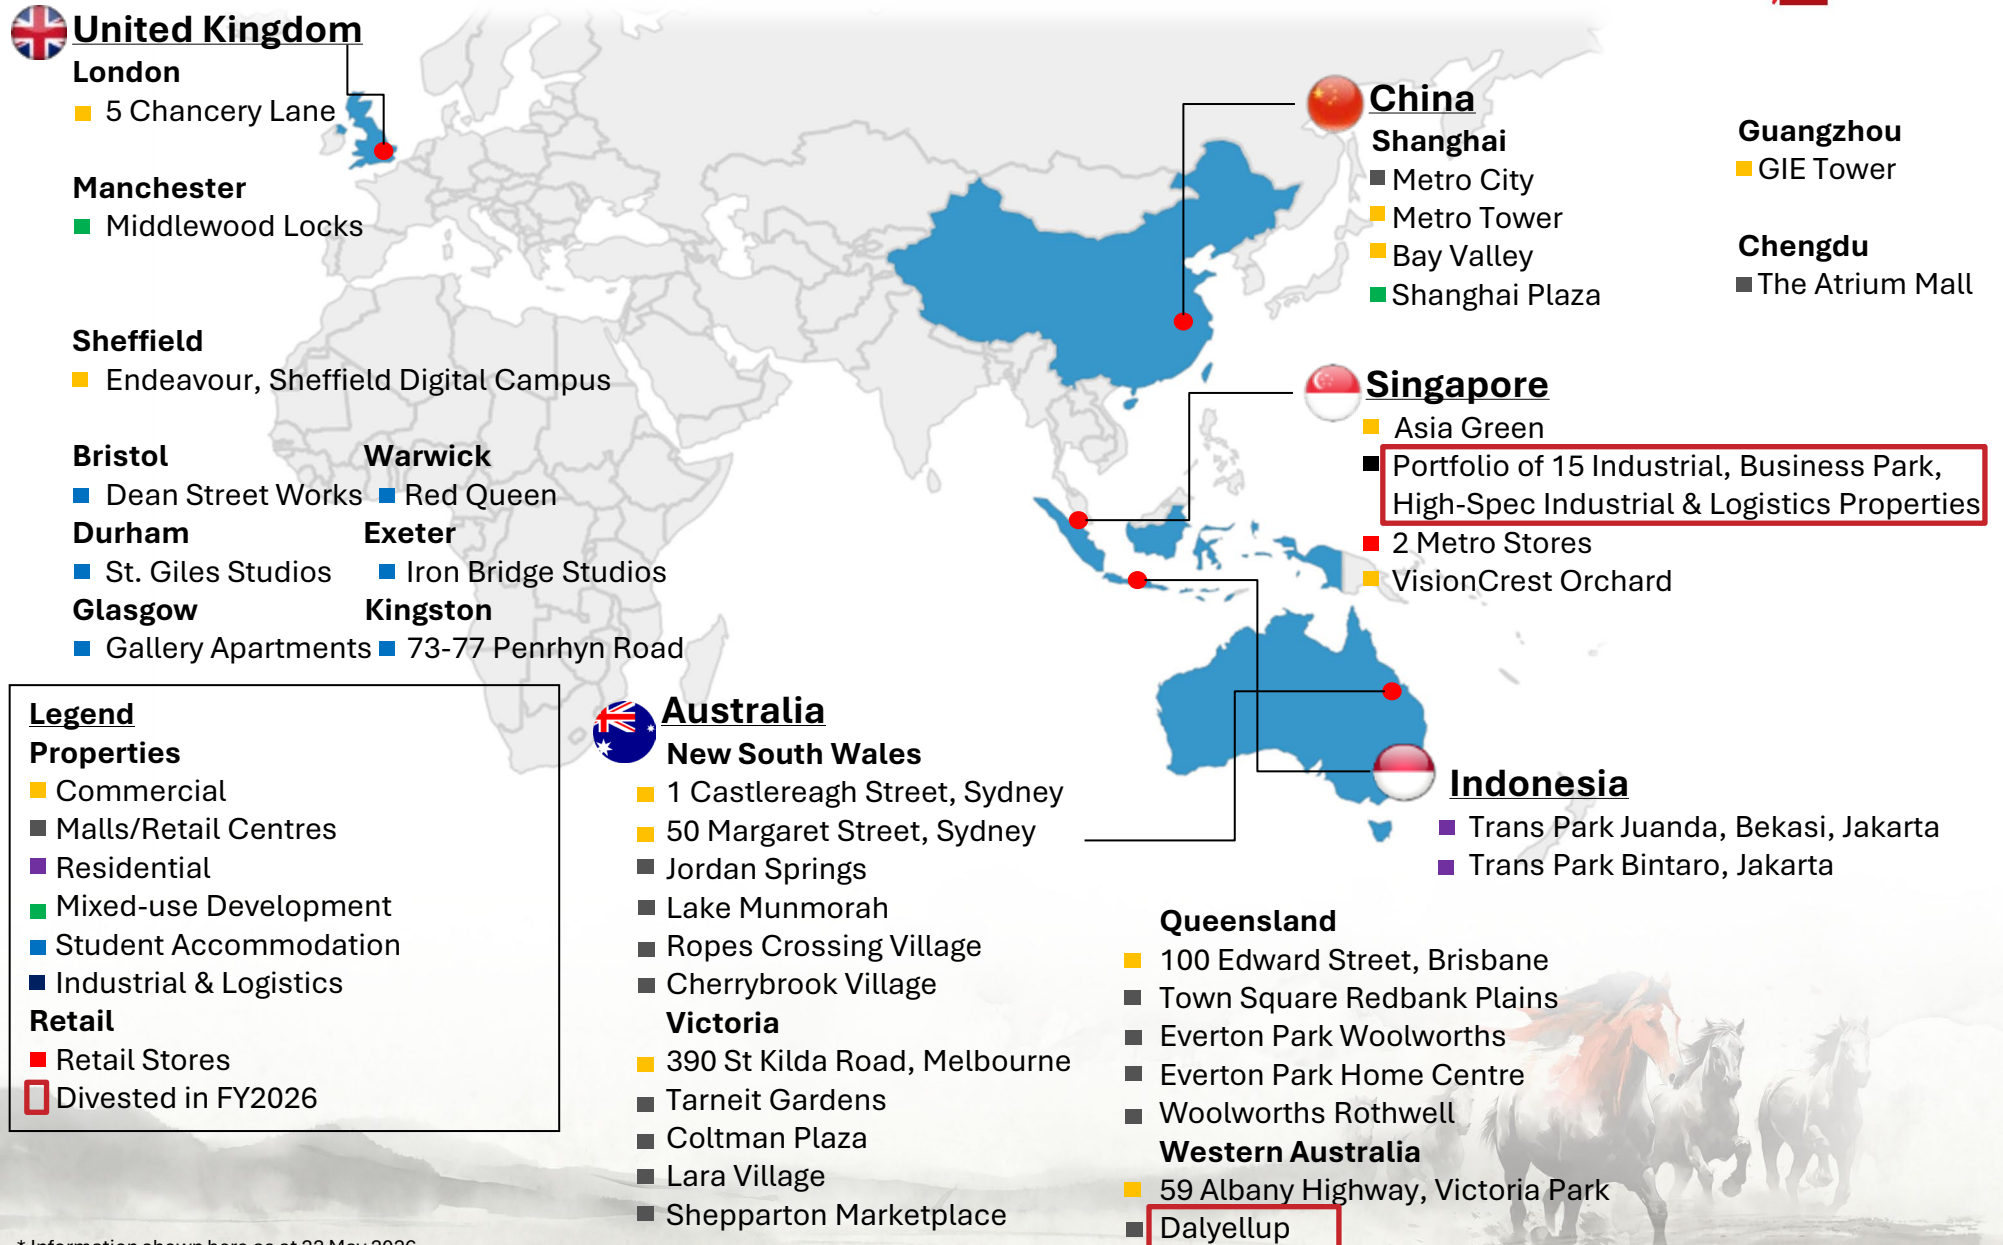 United Kingdom
London
5 Chancery Lane
Manchester
Middlewood Locks
Sheffield
Endeavour, Sheffield Digital Campus
Bristol
Dean Street Works
Warwick
Red Queen
Durham
St. Giles Studios
Exeter
Iron Bridge Studios
Glasgow
Gallery Apartments
Kingston
73-77 Penrhyn Road
China
Shanghai
Metro City
Metro Tower
Bay Valley
Shanghai Plaza
Guangzhou
GIE Tower
Chengdu
The Atrium Mall
Singapore
Asia Green
Portfolio of 15 Industrial, Business Park,
High-Spec Industrial & Logistics Properties
2 Metro Stores
VisionCrest Orchard
Legend
Properties
Commercial
Malls/Retail Centres
Residential
Mixed-use Development
Student Accommodation
Industrial & Logistics
Retail
Retail Stores
Divested in FY2026
Australia
New South Wales
1 Castlereagh Street, Sydney
50 Margaret Street, Sydney
Jordan Springs
Lake Munmorah
Ropes Crossing Village
Cherrybrook Village
Victoria
390 St Kilda Road, Melbourne
Tarneit Gardens
Coltman Plaza
Lara Village
Shepparton Marketplace
Indonesia
Trans Park Juanda, Bekasi, Jakarta
Trans Park Bintaro, Jakarta
Queensland
100 Edward Street, Brisbane
Town Square Redbank Plains
Everton Park Woolworths
Everton Park Home Centre
Woolworths Rothwell
Western Australia
59 Albany Highway, Victoria Park
Dalyellup
* Information shown here as at 22 May 2026